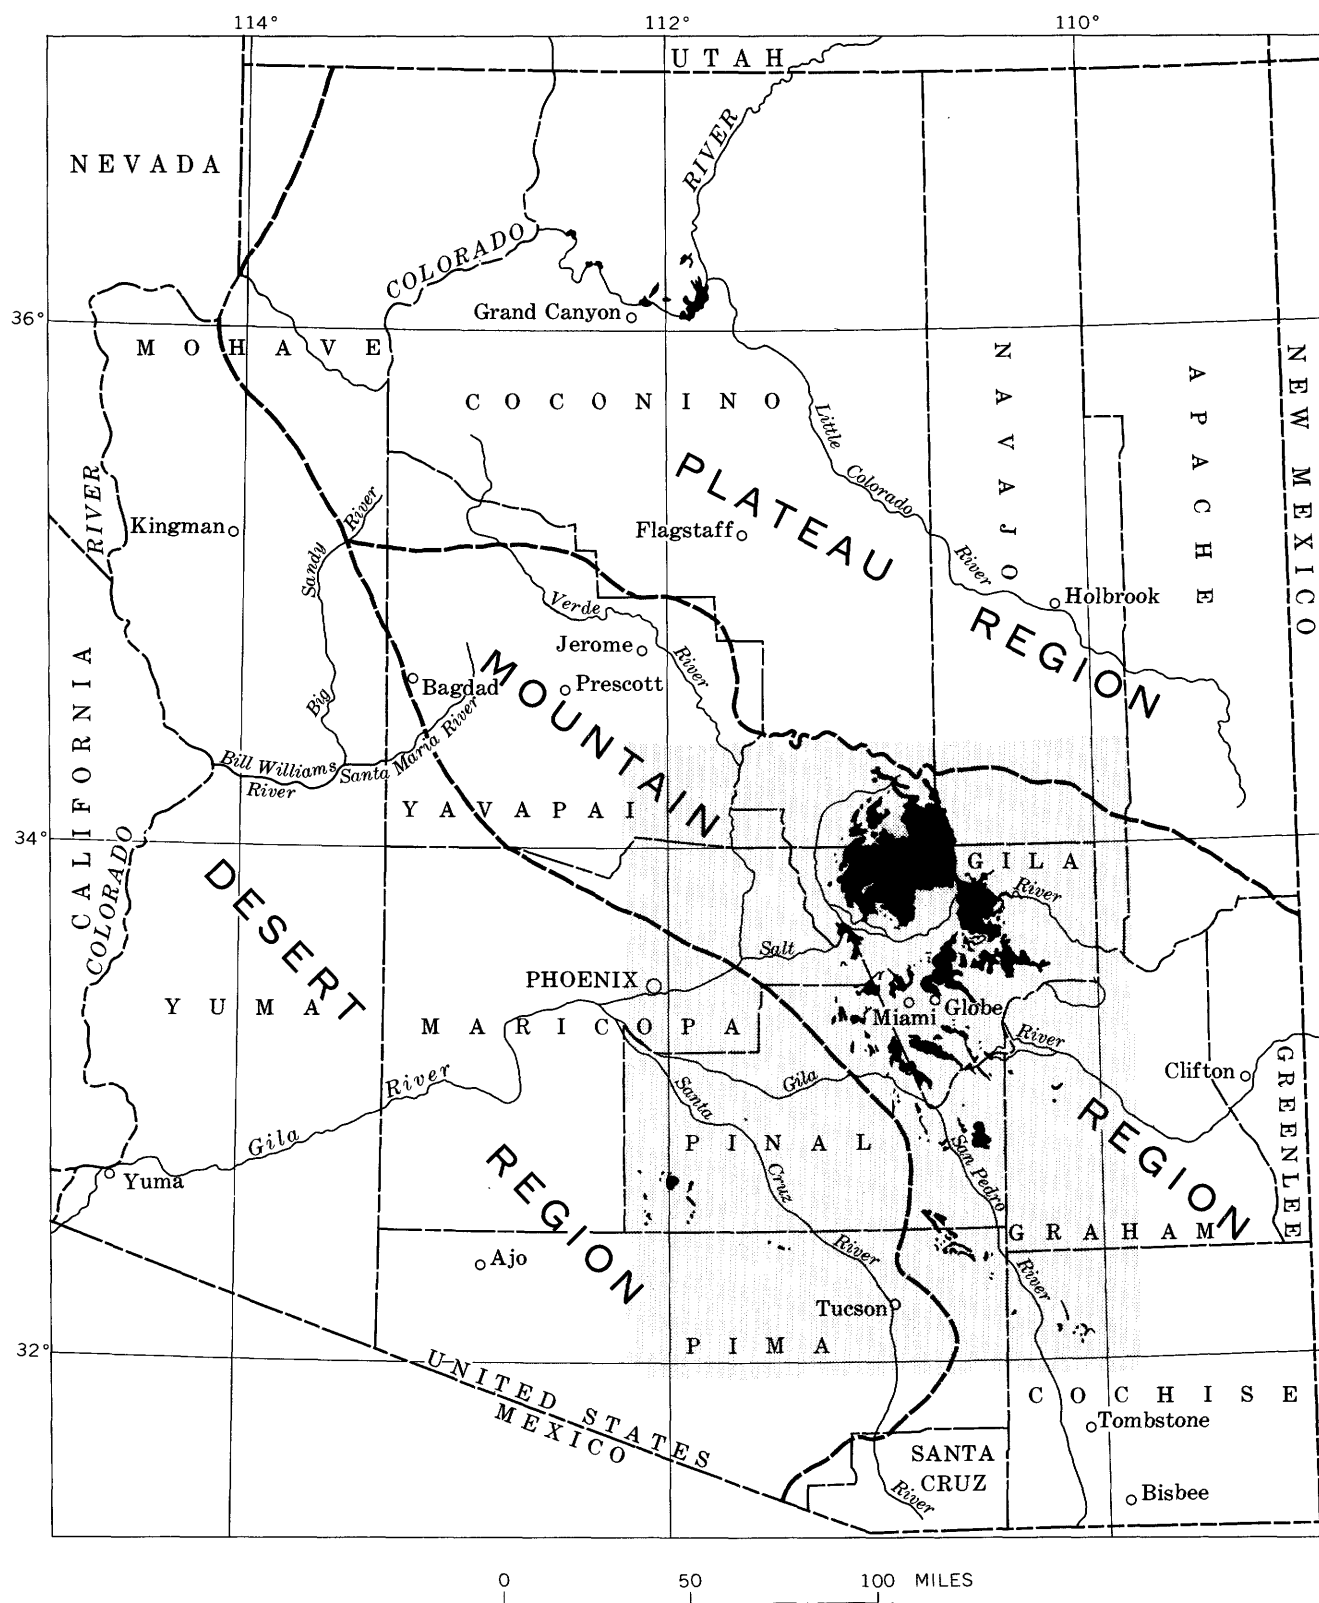 114° 112° 110°
UTAH
NEVADA
RIVER
COLORADO
Grand Canyon
36°
MOHAVE
NAVAJO
APACHE
NEW MEXICO
COCONINO
Little
Colorado
River
PLATEAU
REGION
RIVER
Kingman
River
Sandy
Big
Flagstaff
Holbrook
Verde
River
Jerome
Bagdad
Prescott
MOUNTAIN
CALIFORNIA
Bill Williams
River
Santa Maria River
YAVAPAI
34°
COLORADO
GILA
River
DESERT
Salt
PHOENIX
Globe
Miami
YUMA
MARICOPA
River
Clifton
GREENLEE
River
Gila
Santa
REGION
Gila
PINAL
San Pedro
Cruz
Yuma
REGION
GRAHAM
Ajo
River
River
Tucson
PIMA
32°
UNITED STATES
MEXICO
COCHISE
Tombstone
SANTA
CRUZ
River
Bisbee
0 50 100 MILES